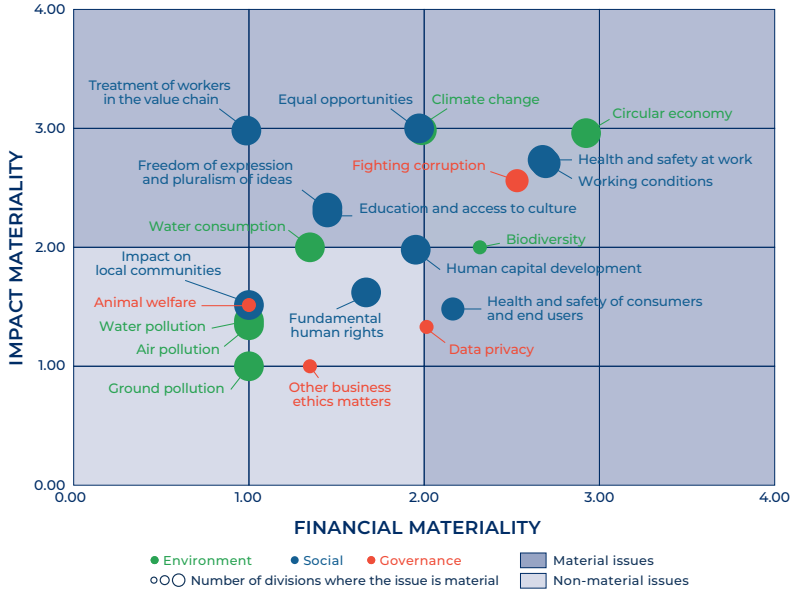 4.00
Treatment of workers
in the value chain
Equal opportunities
Climate change
Circular economy
3.00
Freedom of expression
and pluralism of ideas
Fighting corruption
Health and safety at work
Working conditions
Education and access to culture
Water consumption
Biodiversity
2.00
Impact on
local communities
Human capital development
Animal welfare
Water pollution
Air pollution
Fundamental
human rights
Health and safety of consumers
and end users
Data privacy
1.00
Ground pollution
Other business
ethics matters
0.00
IMPACT MATERIALITY
0.00 1.00 2.00 3.00 4.00
FINANCIAL MATERIALITY
Environment Social Governance Material issues
Number of divisions where the issue is material Non-material issues